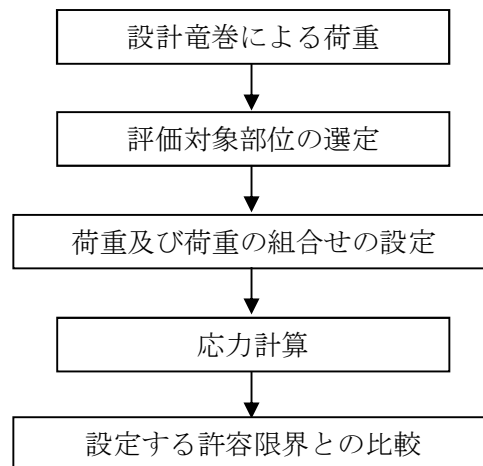 設計竜巻による荷重
評価対象部位の選定
荷重及び荷重の組合せの設定
応力計算
設定する許容限界との比較